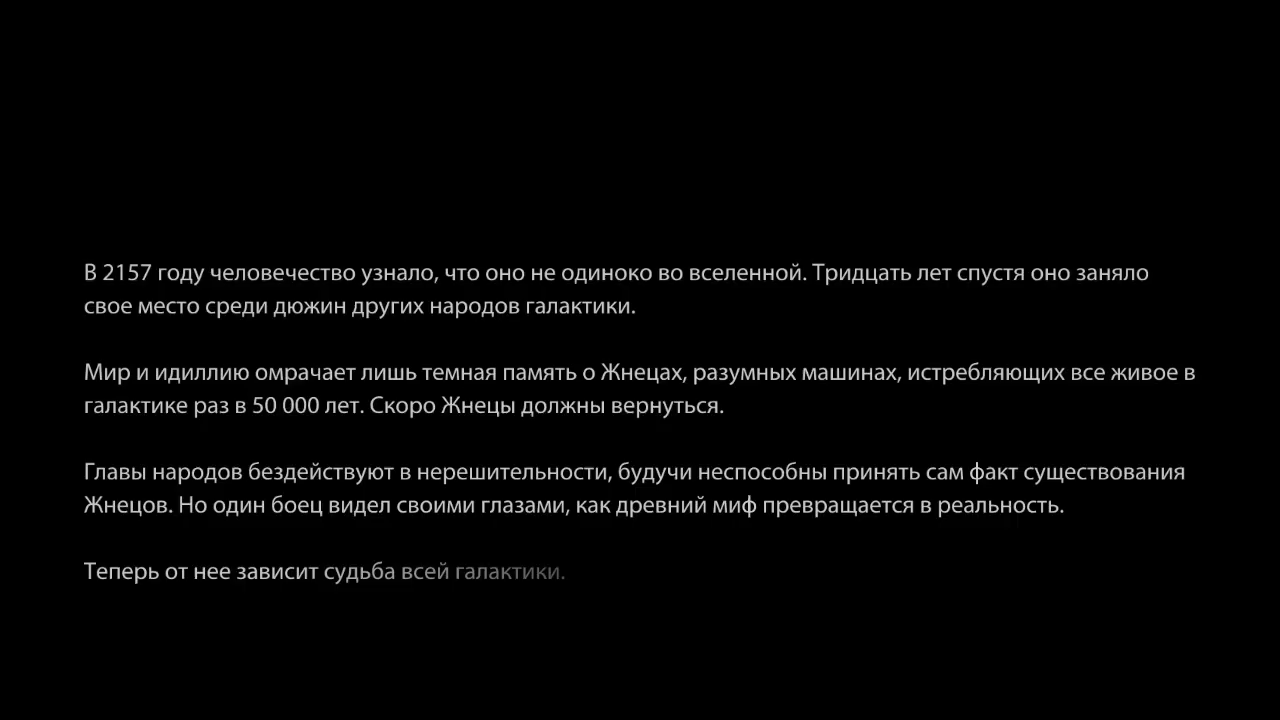 В 2157 году человечество узнало, что оно не одиноко во вселенной. Тридцать лет спустя оно заняло
свое место среди дюжин других народов галактики.
Мир и идиллию омрачает лишь темная память о Жнецах, разумных машинах, истребляющих все живое в
галактике раз в 50 000 лет. Скоро Жнецы должны вернуться.
Главы народов бездействуют в нерешительности, будучи неспособны принять сам факт существования
Жнецов. Но один боец видел своими глазами, как древний миф превращается в реальность.
Теперь от нее зависит судьба всей галактики.